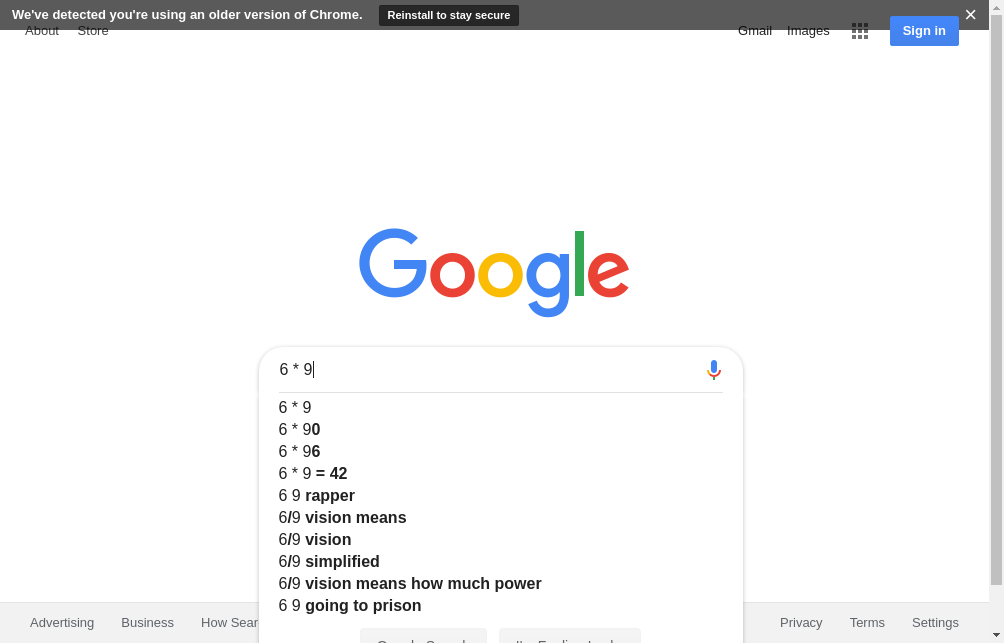 We've detected you're using an older version of Chrome. Reinstall to stay secure
About Store Gmail Images Sign in
Google
6 * 9
6 * 9
6 * 90
6 * 96
6 * 9 = 42
6 9 rapper
6/9 vision means
6/9 vision
6/9 simplified
6/9 vision means how much power
6 9 going to prison
Advertising Business How Sear Privacy Terms Settings